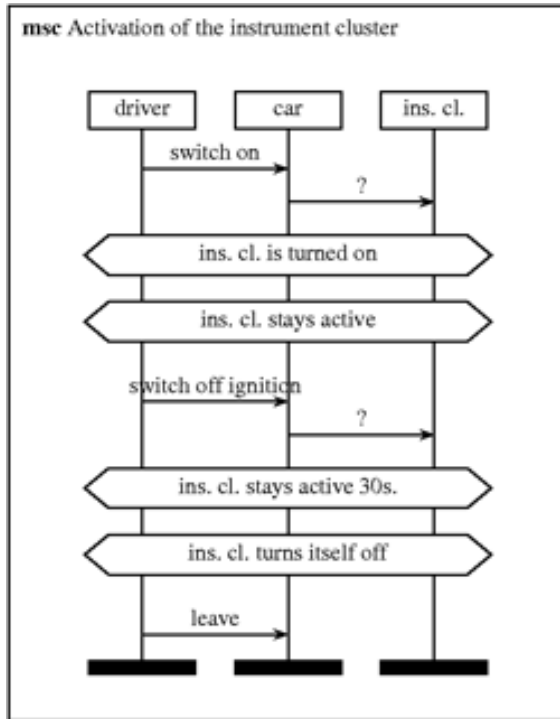 msc Activation of the instrument cluster
driver car ins. cl.
switch on
?
ins. cl. is turned on
ins. cl. stays active
switch off ignition
?
ins. cl. stays active 30s.
ins. cl. turns itself off
leave